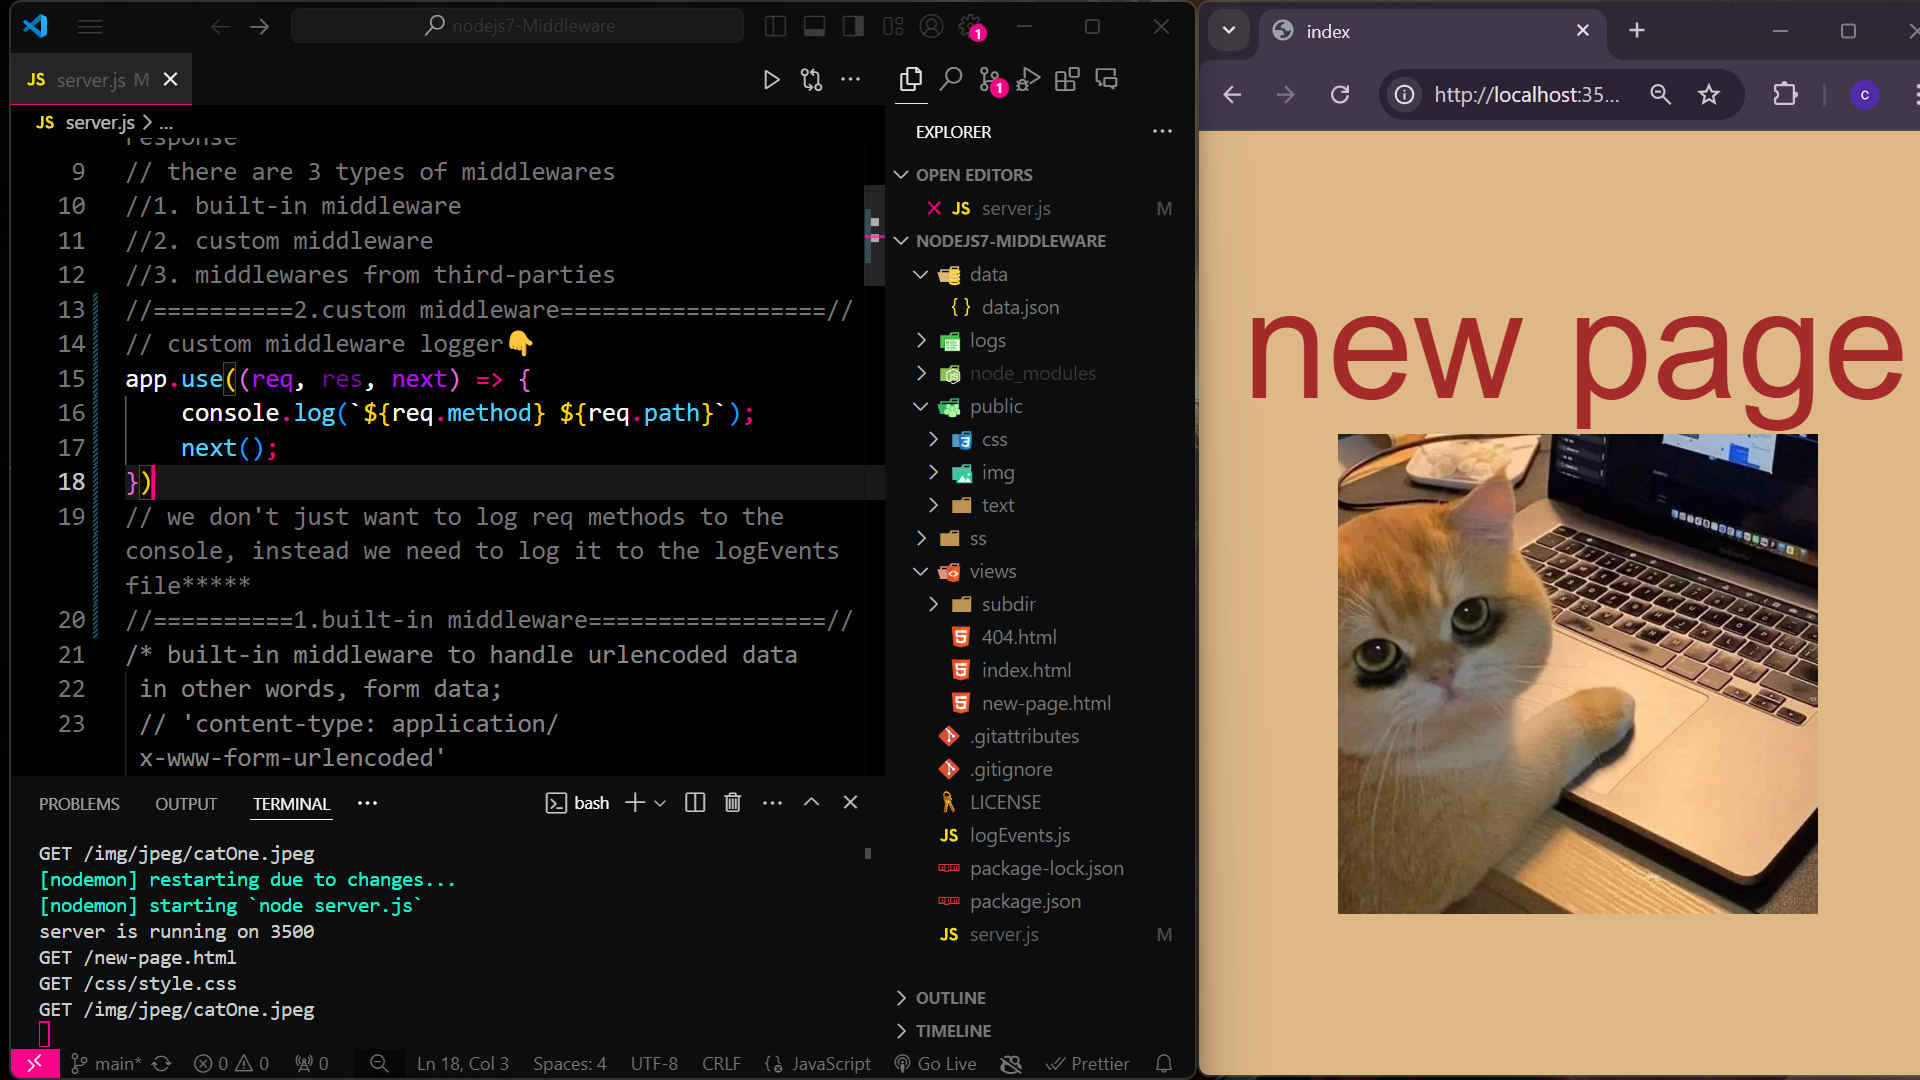 nodejs7-Middleware
1
JS server.js M
JS server.js > ...
response
9 // there are 3 types of middlewares
10 //1. built-in middleware
11 //2. custom middleware
12 //3. middlewares from third-parties
13 //==========2.custom middleware===================//
14 // custom middleware logger👇
15 app.use((req, res, next) => {
16 console.log(`${req.method} ${req.path}`);
17 next();
18 })
19 // we don't just want to log req methods to the
console, instead we need to log it to the logEvents
file*****
20 //==========1.built-in middleware=================//
21 /* built-in middleware to handle urlencoded data
22 in other words, form data;
23 // 'content-type: application/
x-www-form-urlencoded'
PROBLEMS OUTPUT TERMINAL ... bash
GET /img/jpeg/catOne.jpeg
[nodemon] restarting due to changes...
[nodemon] starting `node server.js`
server is running on 3500
GET /new-page.html
GET /css/style.css
GET /img/jpeg/catOne.jpeg
main* 0 0 0 Ln 18, Col 3 Spaces: 4 UTF-8 CRLF {} JavaScript Go Live Prettier
1
EXPLORER
OPEN EDITORS
JS server.js M
NODEJS7-MIDDLEWARE
data
{} data.json
logs
node_modules
public
css
img
text
ss
views
subdir
404.html
index.html
new-page.html
.gitattributes
.gitignore
LICENSE
JS logEvents.js
package-lock.json
package.json
JS server.js M
OUTLINE
TIMELINE
index
http://localhost:35...
c
new page